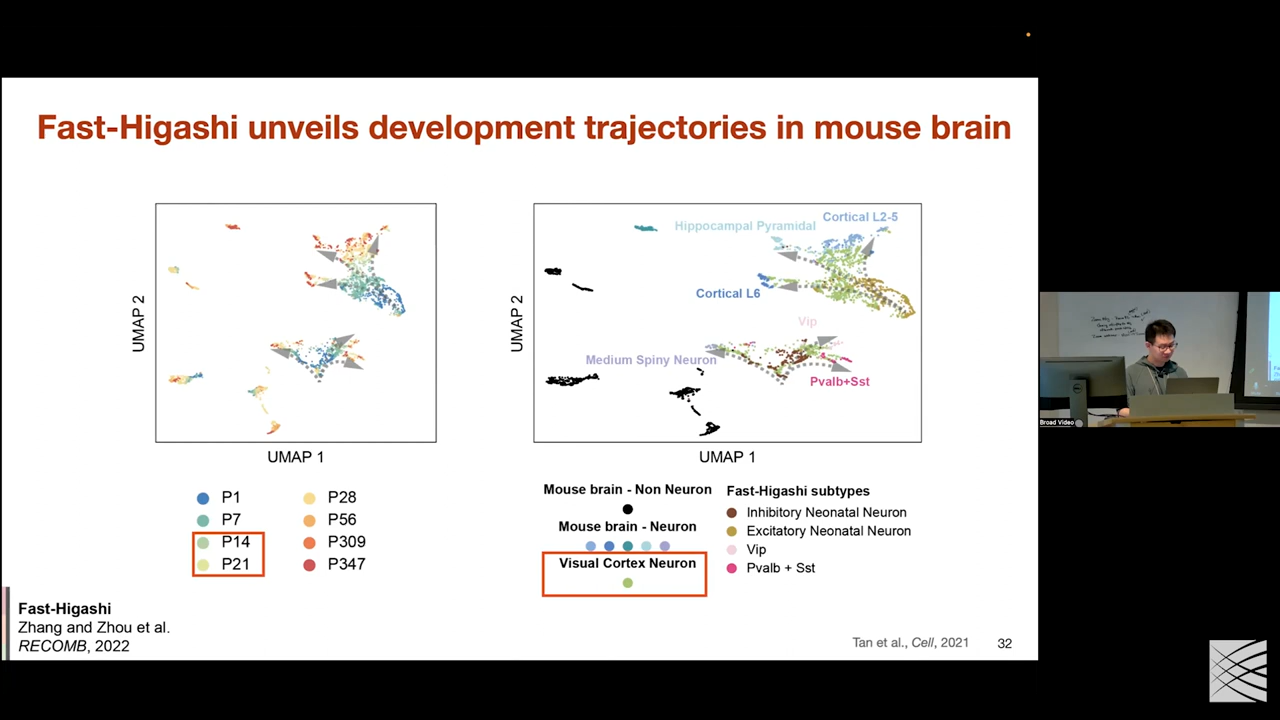 Fast-Higashi unveils development trajectories in mouse brain
UMAP 2
UMAP 1
P1
P7
P14
P21
P28
P56
P309
P347
UMAP 2
Hippocampal Pyramidal
Cortical L2-5
Cortical L6
Vip
Medium Spiny Neuron
Pvalb+Sst
UMAP 1
Mouse brain - Non Neuron
Mouse brain - Neuron
Visual Cortex Neuron
Fast-Higashi subtypes
Inhibitory Neonatal Neuron
Excitatory Neonatal Neuron
Vip
Pvalb + Sst
Fast-Higashi
Zhang and Zhou et al.
RECOMB, 2022
Tan et al., Cell, 2021
32
Broad Video